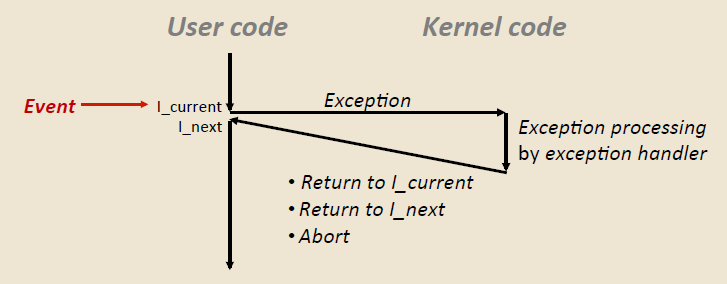 User code
Kernel code
Event
I_current
I_next
Exception
Exception processing
by exception handler
• Return to I_current
• Return to I_next
• Abort